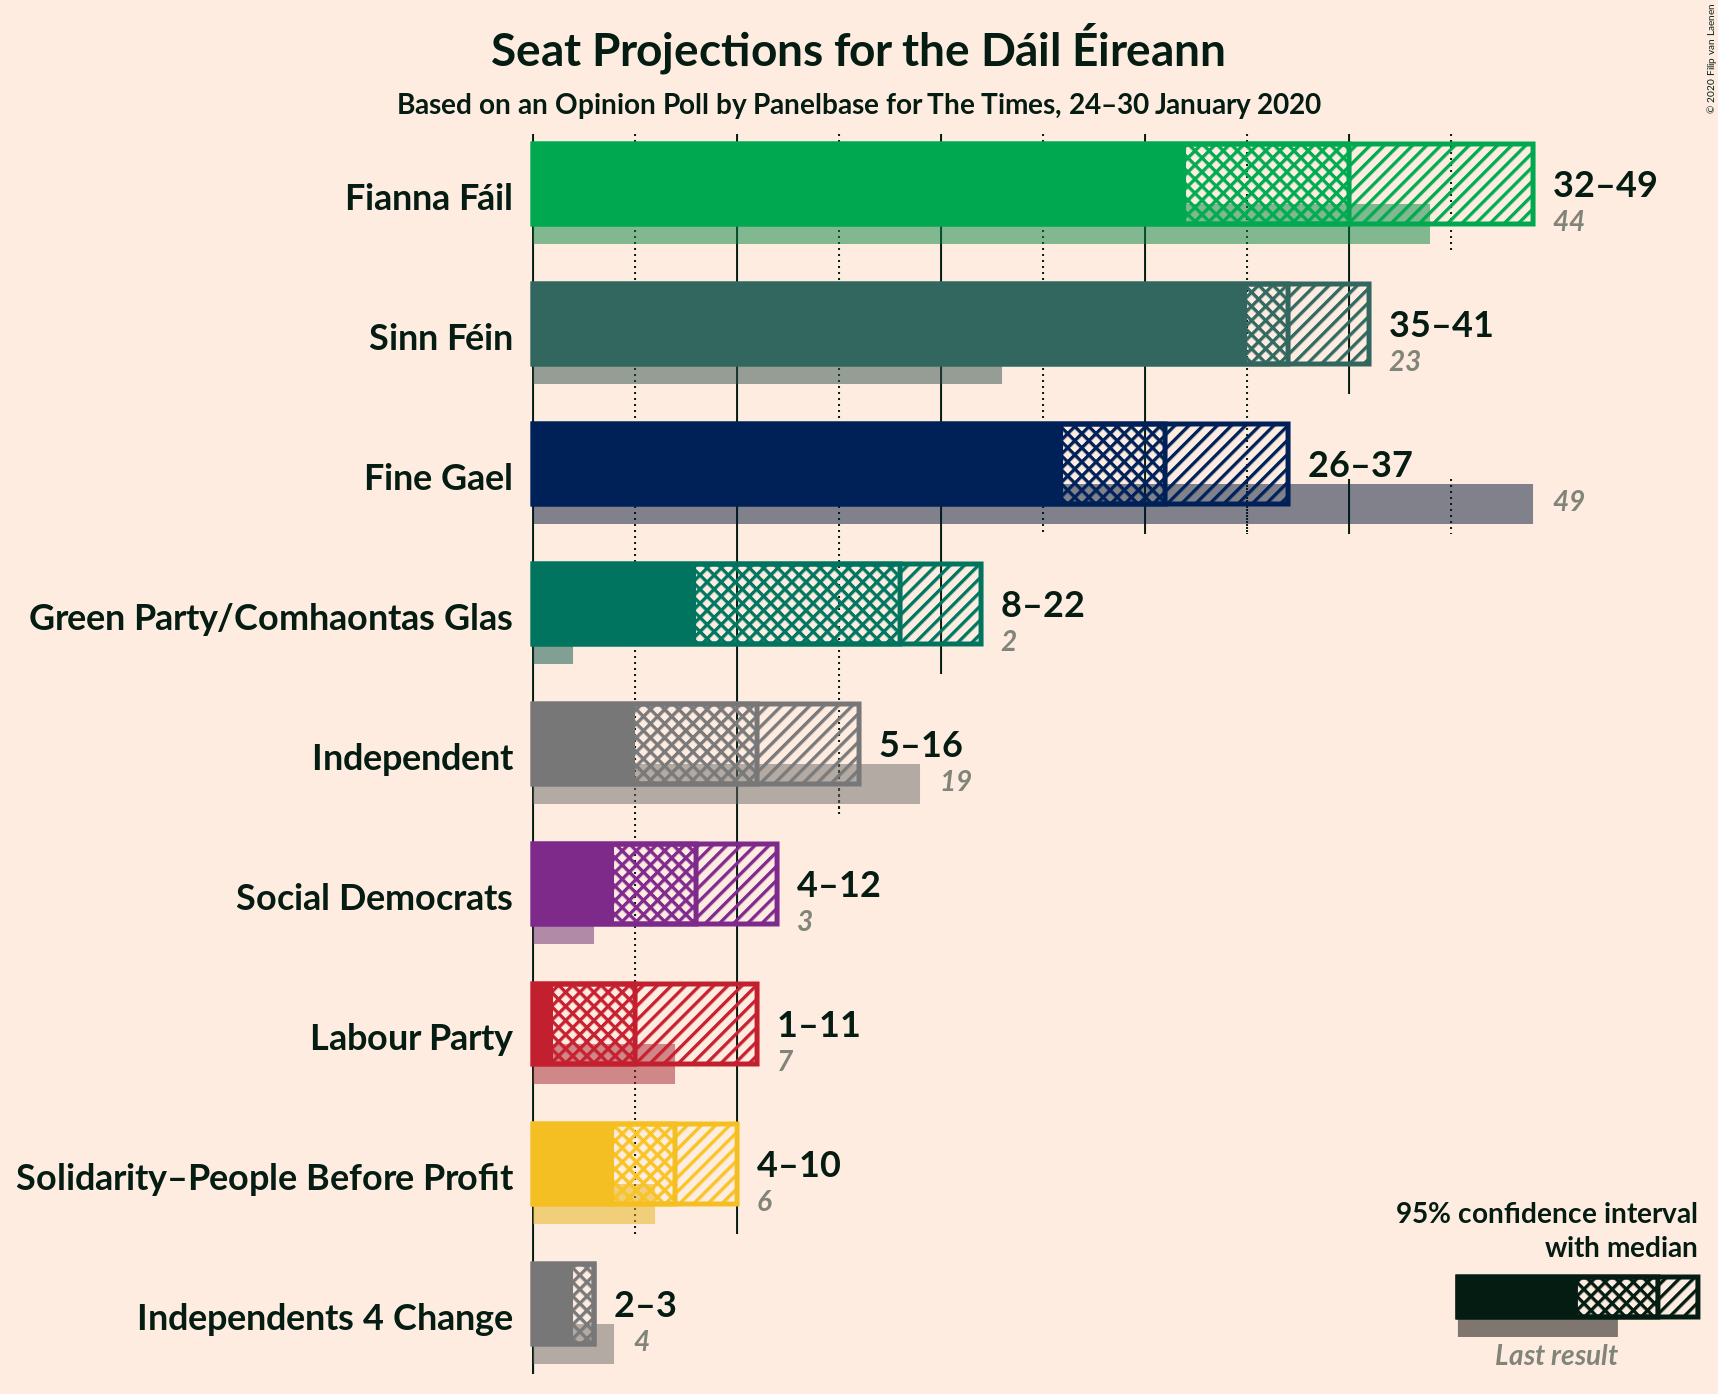 Seat Projections for the Dáil Éireann
Based on an Opinion Poll by Panelbase for The Times, 24–30 January 2020
© 2020 Filip van Laenen
Fianna Fáil
32–49
44
Sinn Féin
35–41
23
Fine Gael
26–37
49
Green Party/Comhaontas Glas
8–22
2
Independent
5–16
19
Social Democrats
4–12
3
Labour Party
1–11
7
Solidarity–People Before Profit
4–10
6
Independents 4 Change
2–3
4
95% confidence interval
with median
Last result